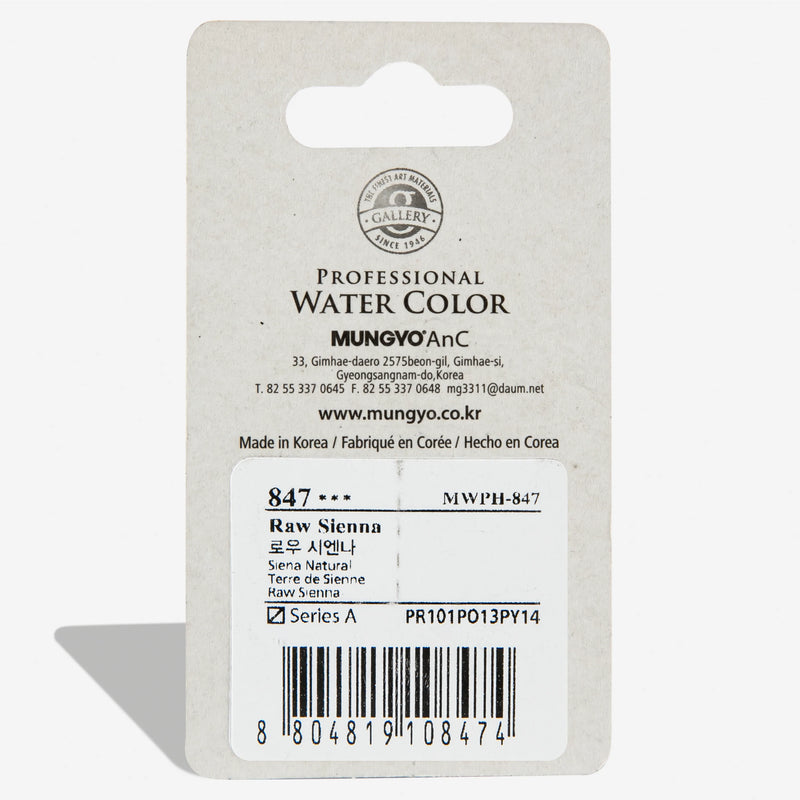 THE FINEST ART MATERIALS
g
GALLERY
SINCE 1946
PROFESSIONAL
WATER COLOR
MUNGYO® AnC
33, Gimhae-daero 2575beon-gil, Gimhae-si,
Gyeongsangnam-do,Korea
T. 82 55 337 0645 F. 82 55 337 0648 mg3311@daum.net
www.mungyo.co.kr
Made in Korea / Fabriqué en Corée / Hecho en Corea
847 *** MWPH-847
Raw Sienna
로우 시엔나
Siena Natural
Terre de Sienne
Raw Sienna
Series A PR101PO13PY14
8 804819 108474